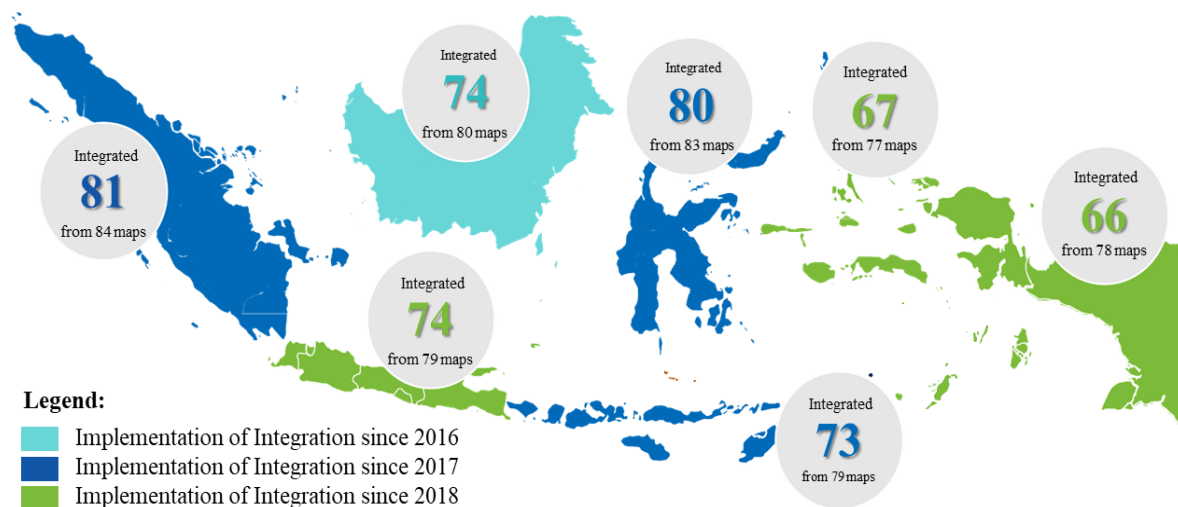 Integrated
74
from 80 maps
Integrated
80
from 83 maps
Integrated
67
from 77 maps
Integrated
81
from 84 maps
Integrated
66
from 78 maps
Integrated
74
from 79 maps
Integrated
73
from 79 maps
Legend:
Implementation of Integration since 2016
Implementation of Integration since 2017
Implementation of Integration since 2018